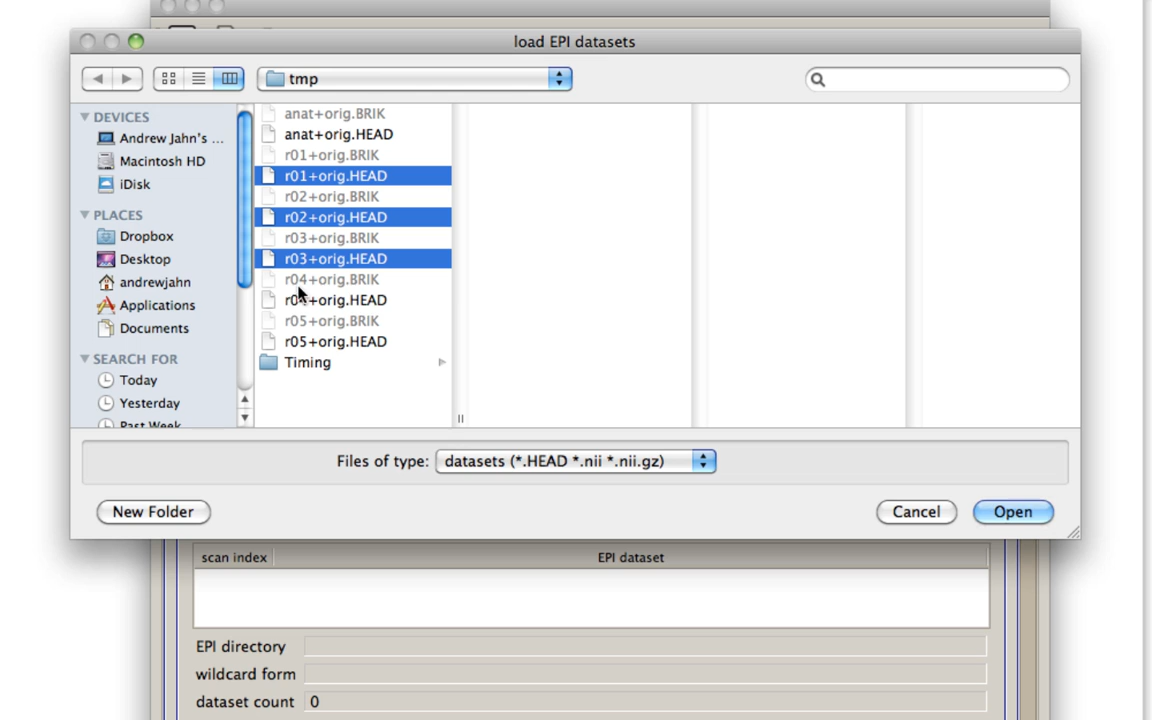 load EPI datasets
tmp
DEVICES
Andrew Jahn's ...
Macintosh HD
iDisk
PLACES
Dropbox
Desktop
andrewjahn
Applications
Documents
SEARCH FOR
Today
Yesterday
Past Week
anat+orig.BRIK
anat+orig.HEAD
r01+orig.BRIK
r01+orig.HEAD
r02+orig.BRIK
r02+orig.HEAD
r03+orig.BRIK
r03+orig.HEAD
r04+orig.BRIK
r04+orig.HEAD
r05+orig.BRIK
r05+orig.HEAD
Timing
Files of type: datasets (*.HEAD *.nii *.nii.gz)
New Folder
Cancel
Open
scan index
EPI dataset
EPI directory
wildcard form
dataset count 0